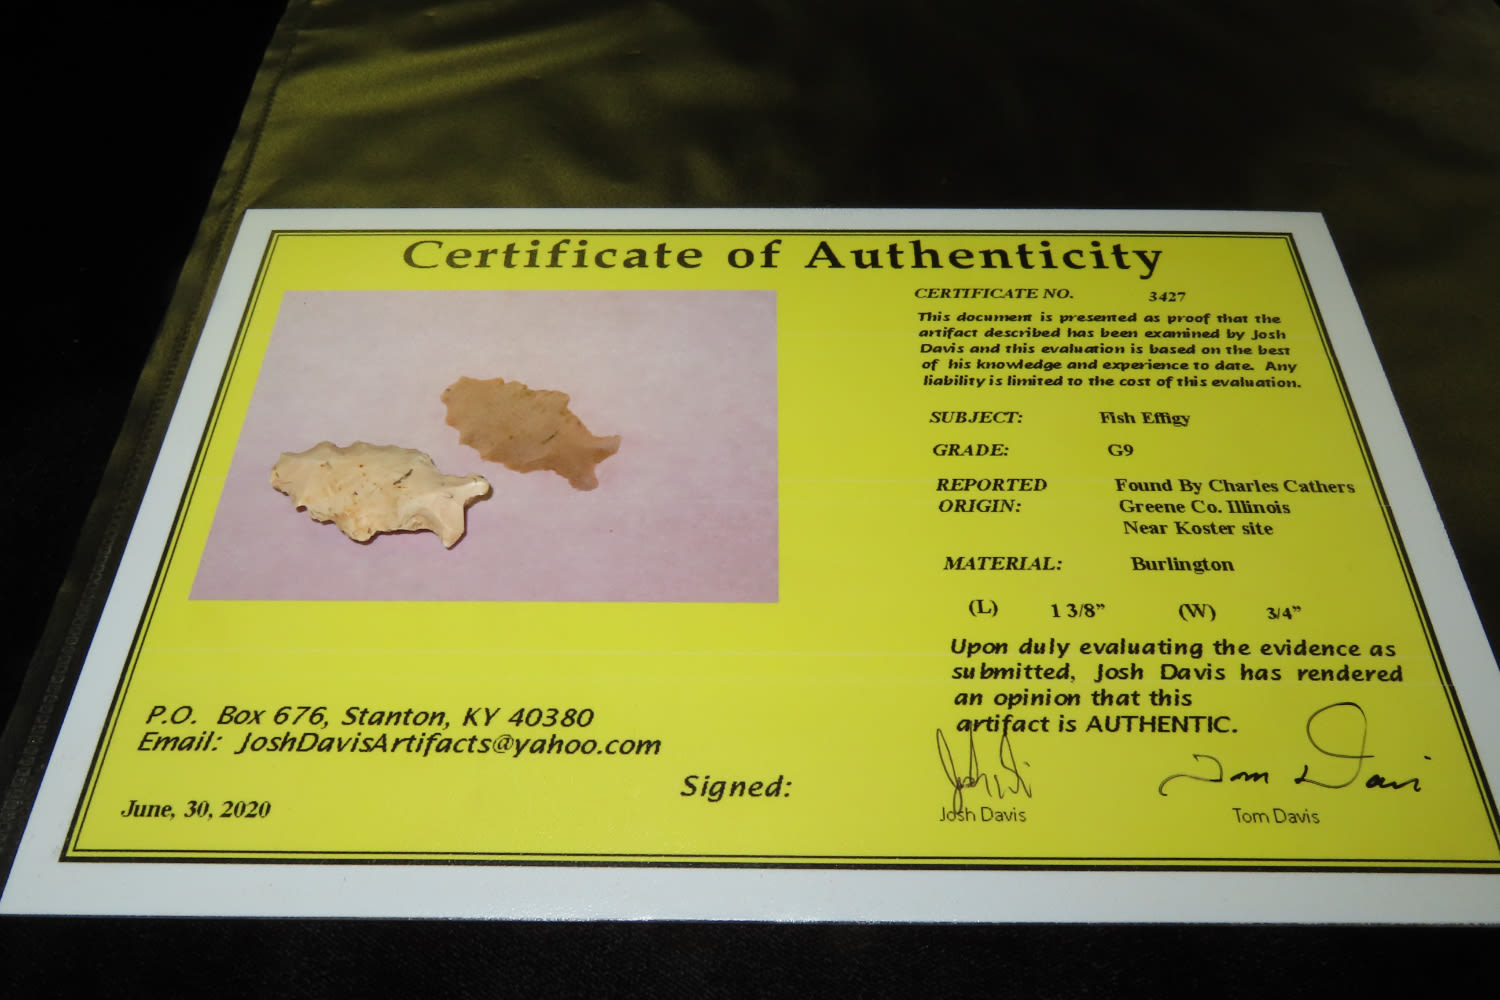 Certificate of Authenticity
CERTIFICATE NO. 3427
This document is presented as proof that the
artifact described has been examined by Josh
Davis and this evaluation is based on the best
of his knowledge and experience to date. Any
liability is limited to the cost of this evaluation.
SUBJECT: Fish Effigy
GRADE: G9
REPORTED Found By Charles Cathers
ORIGIN: Greene Co. Illinois
Near Koster site
MATERIAL: Burlington
(L) 1 3/8” (W) 3/4”
Upon duly evaluating the evidence as
submitted, Josh Davis has rendered
an opinion that this
artifact is AUTHENTIC.
P.O. Box 676, Stanton, KY 40380
Email: JoshDavisArtifacts@yahoo.com
Signed:
Josh Davis
Tom Davis
Josh Davis
Tom Davis
June, 30, 2020